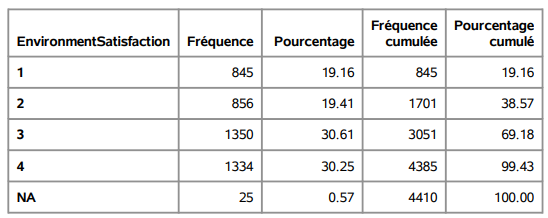 EnvironmentSatisfaction Fréquence Pourcentage Fréquence cumulée Pourcentage cumulé
1 845 19.16 845 19.16
2 856 19.41 1701 38.57
3 1350 30.61 3051 69.18
4 1334 30.25 4385 99.43
NA 25 0.57 4410 100.00